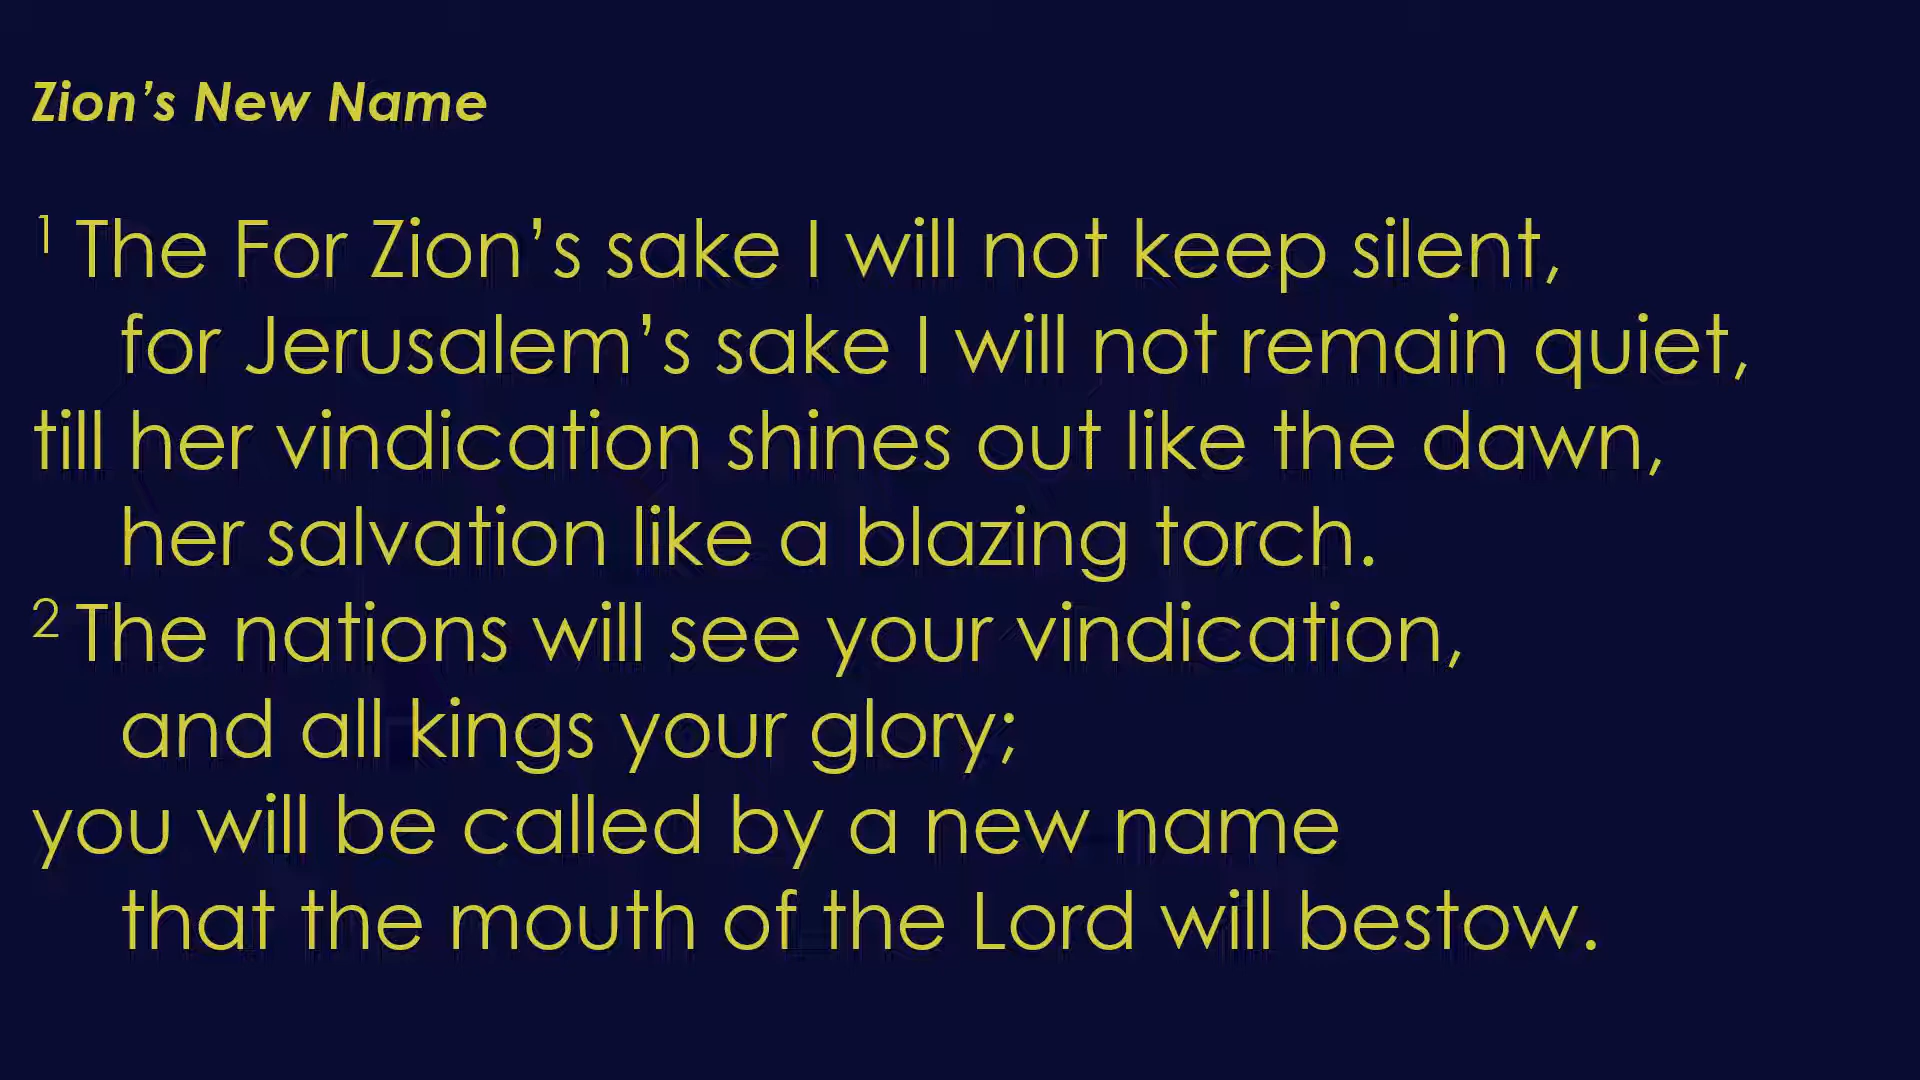 Zion’s New Name
1 The For Zion’s sake I will not keep silent,
for Jerusalem’s sake I will not remain quiet,
till her vindication shines out like the dawn,
her salvation like a blazing torch.
2 The nations will see your vindication,
and all kings your glory;
you will be called by a new name
that the mouth of the Lord will bestow.